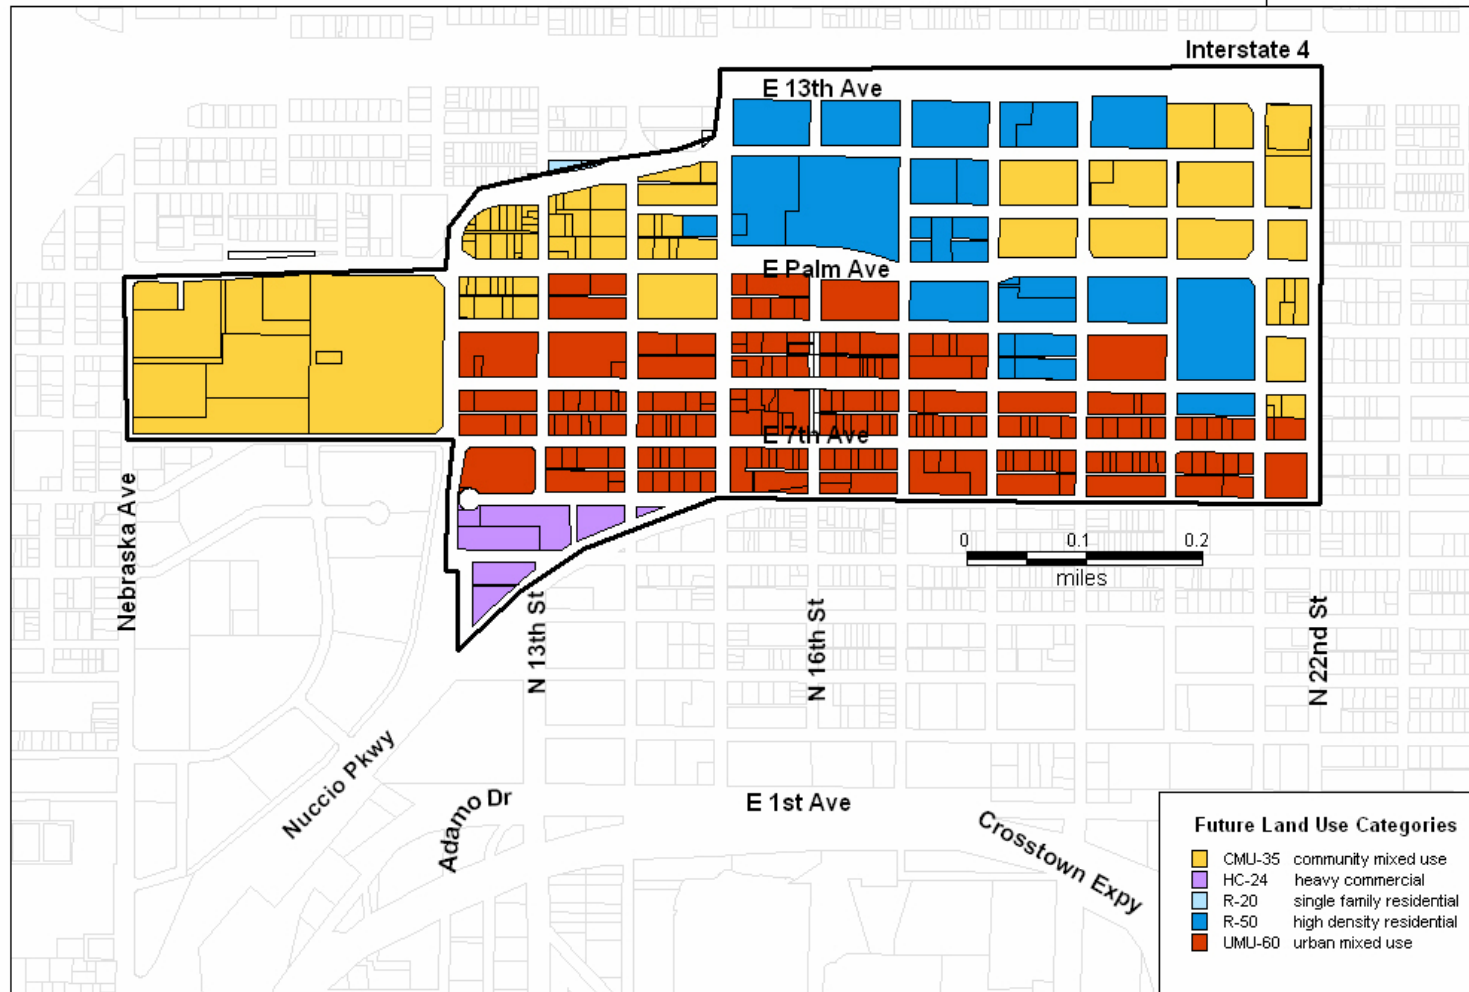 Interstate 4
E 13th Ave
E Palm Ave
E 7th Ave
Nebraska Ave
0 0.1 0.2
miles
N 13th St
N 16th St
N 22nd St
Nuccio Pkwy
Adamo Dr
E 1st Ave
Crosstown Expy
Future Land Use Categories
CMU-35 community mixed use
HC-24 heavy commercial
R-20 single family residential
R-50 high density residential
UMU-60 urban mixed use